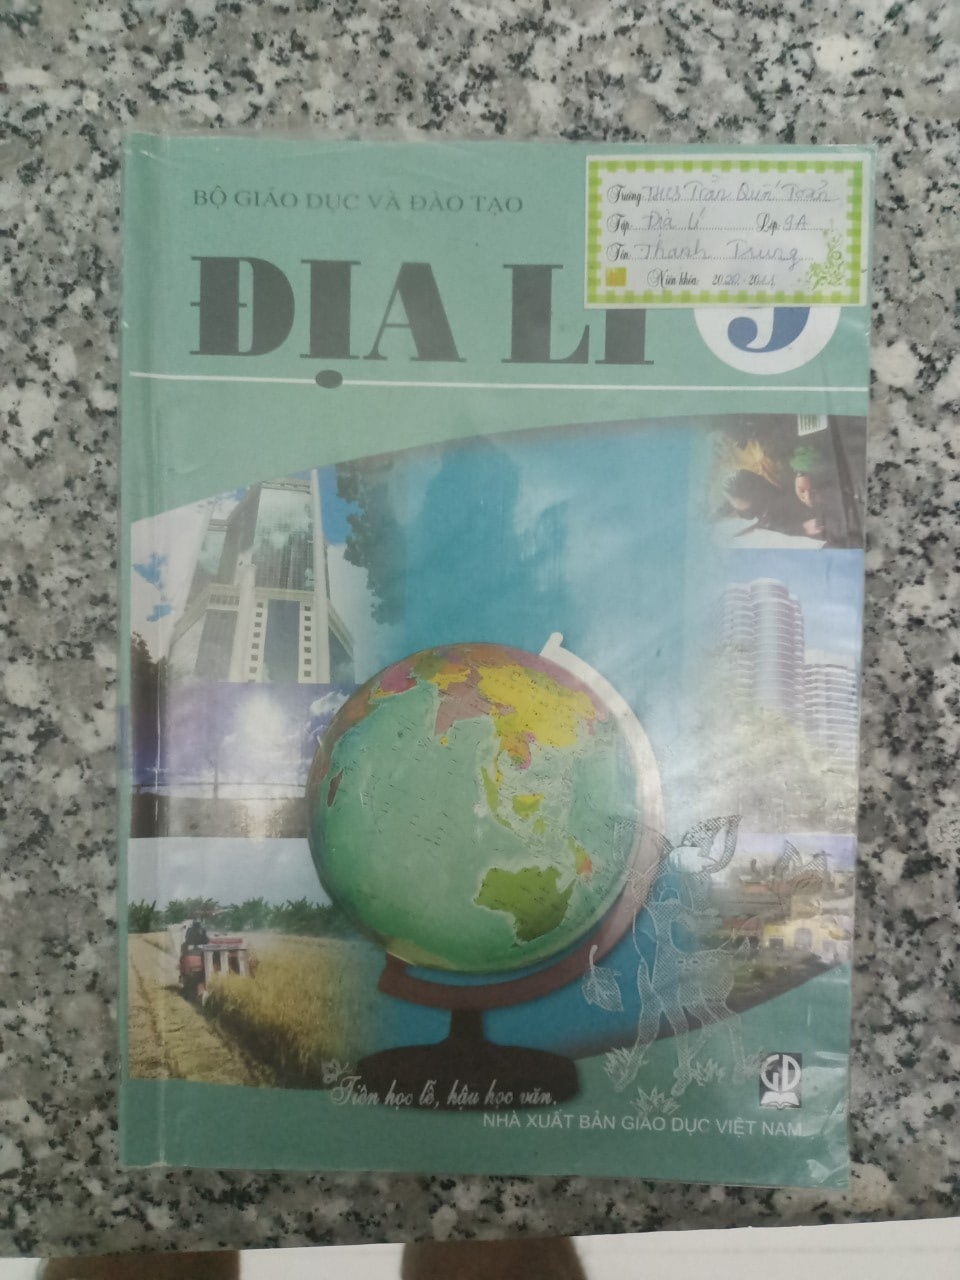 BỘ GIÁO DỤC VÀ ĐÀO TẠO
Trường: THCS Trần Quốc Toản
Tập: Địa Lí Lớp: 9A
Tên: Thanh Trung
Niên khóa: 2020 - 20
ĐỊA LÍ 9
Tiên học lễ, hậu học văn.
GD
NHÀ XUẤT BẢN GIÁO DỤC VIỆT NAM